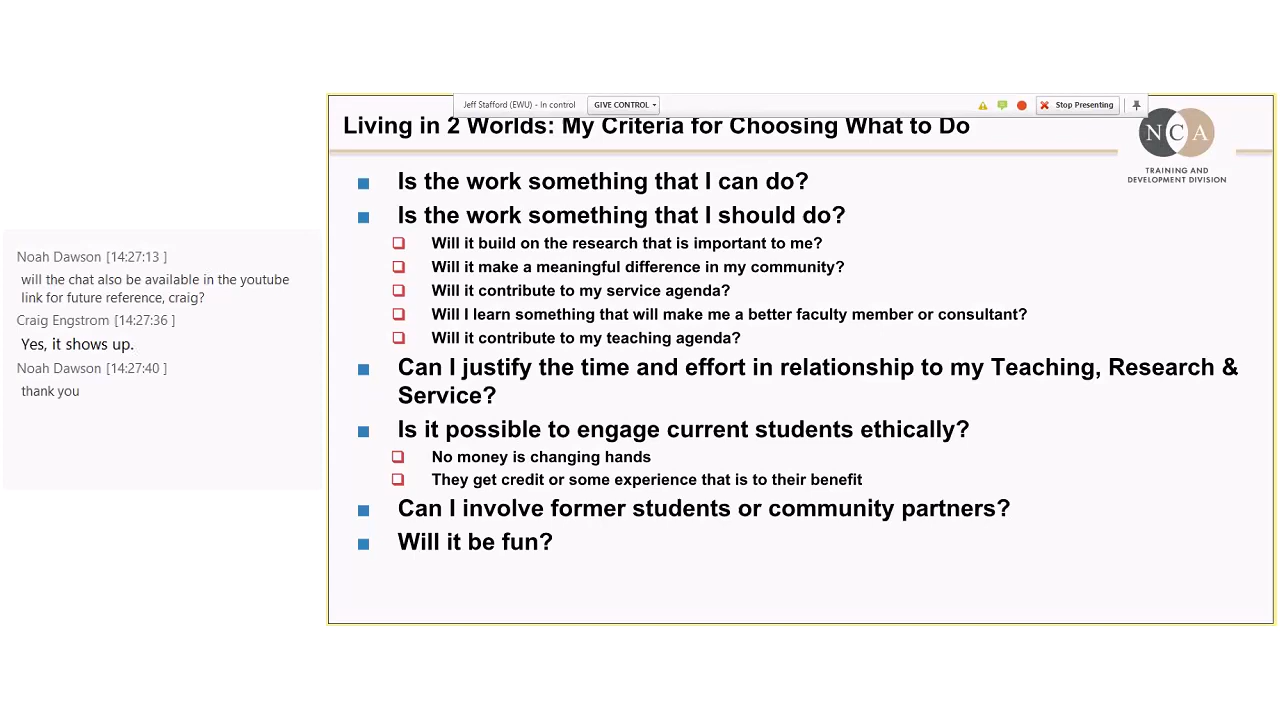 Noah Dawson [14:27:13 ]
will the chat also be available in the youtube
link for future reference, craig?
Craig Engstrom [14:27:36 ]
Yes, it shows up.
Noah Dawson [14:27:40 ]
thank you
Jeff Stafford (EWU) - In control
GIVE CONTROL
Stop Presenting
Living in 2 Worlds: My Criteria for Choosing What to Do
NCA
TRAINING AND
DEVELOPMENT DIVISION
Is the work something that I can do?
Is the work something that I should do?
Will it build on the research that is important to me?
Will it make a meaningful difference in my community?
Will it contribute to my service agenda?
Will I learn something that will make me a better faculty member or consultant?
Will it contribute to my teaching agenda?
Can I justify the time and effort in relationship to my Teaching, Research &
Service?
Is it possible to engage current students ethically?
No money is changing hands
They get credit or some experience that is to their benefit
Can I involve former students or community partners?
Will it be fun?